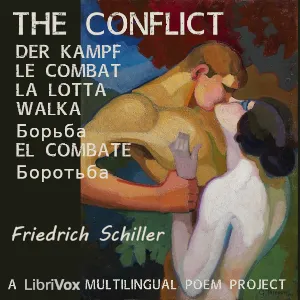 THE CONFLICT
DER KAMPF
LE COMBAT
LA LOTTA
WALKA
Борьба
EL COMBATE
Боротьба
Friedrich Schiller
A LibriVox MULTILINGUAL POEM PROJECT